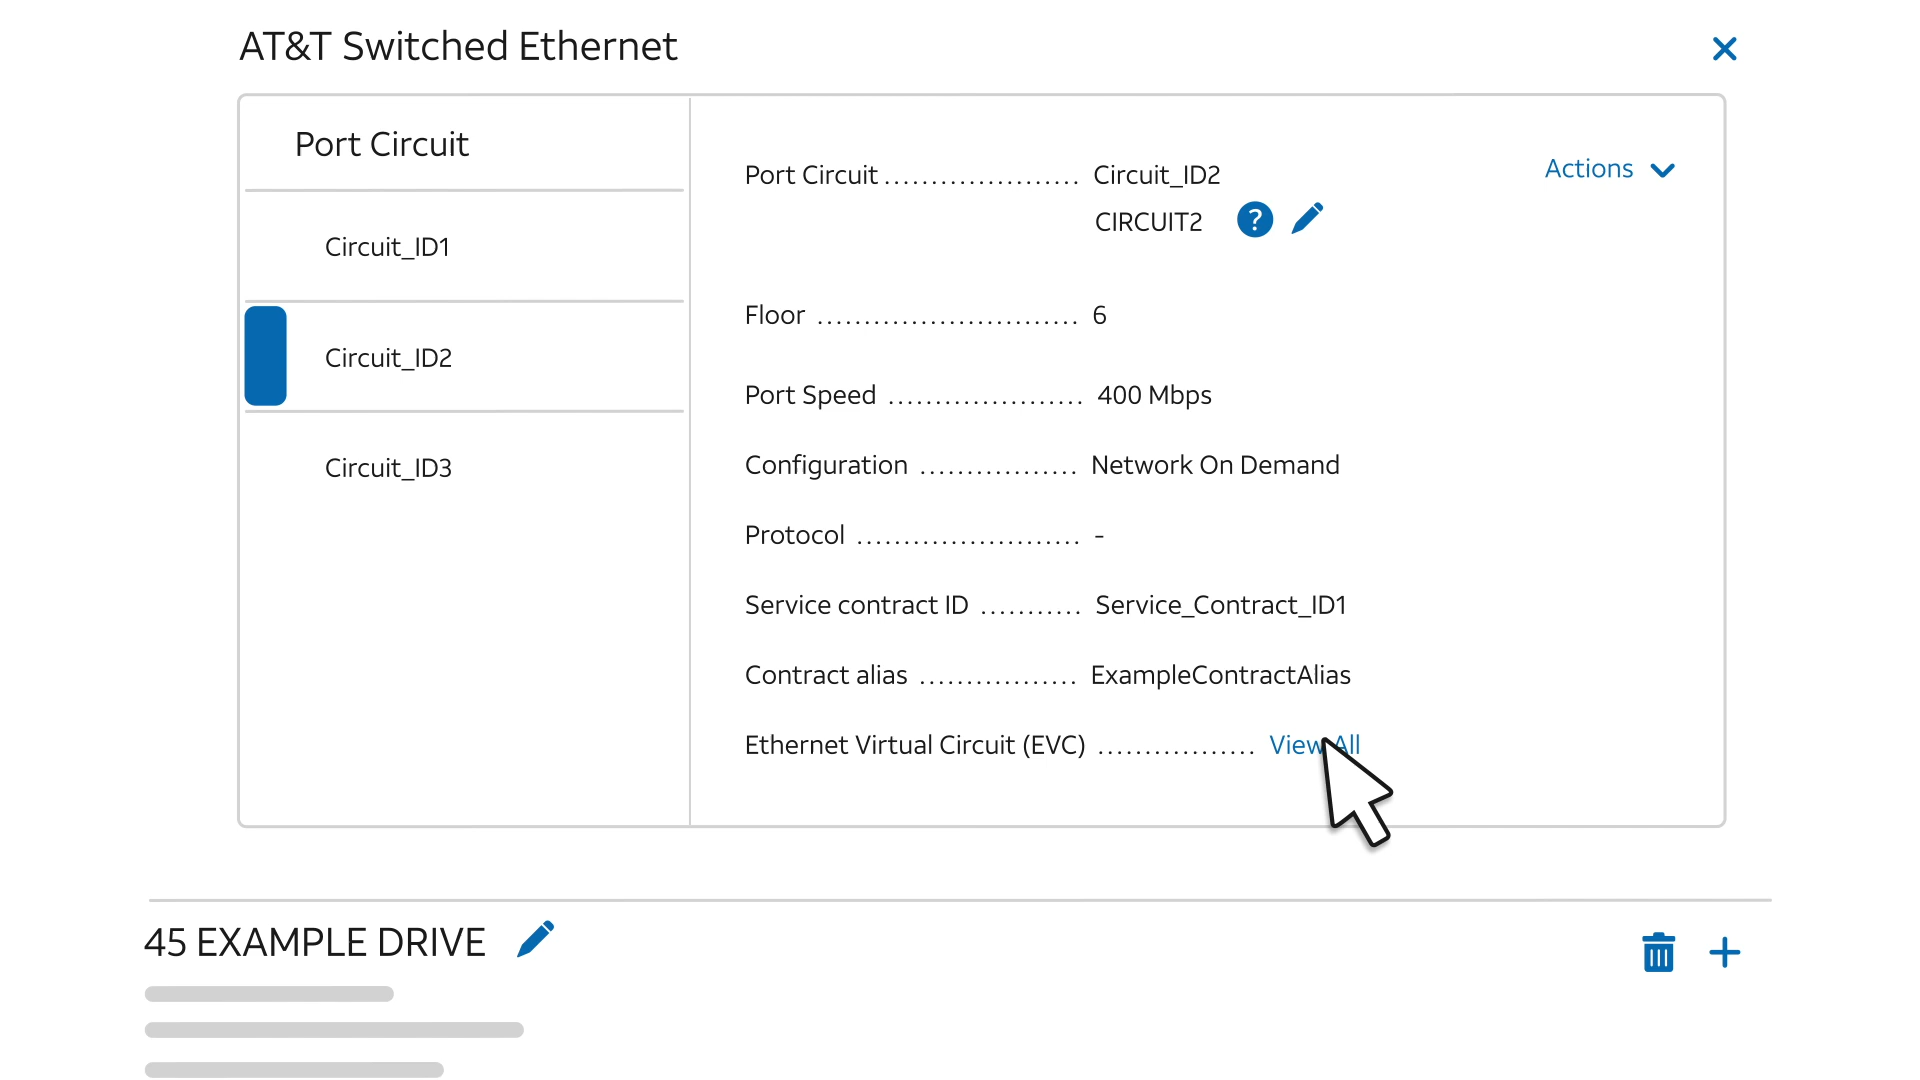 AT&T Switched Ethernet
Port Circuit
Circuit_ID1
Circuit_ID2
Circuit_ID3
Port Circuit ..................... Circuit_ID2
CIRCUIT2 ?
Actions
Floor ............................ 6
Port Speed ..................... 400 Mbps
Configuration ................. Network On Demand
Protocol ........................ -
Service contract ID ........... Service_Contract_ID1
Contract alias ................. ExampleContractAlias
Ethernet Virtual Circuit (EVC) ................. View All
45 EXAMPLE DRIVE